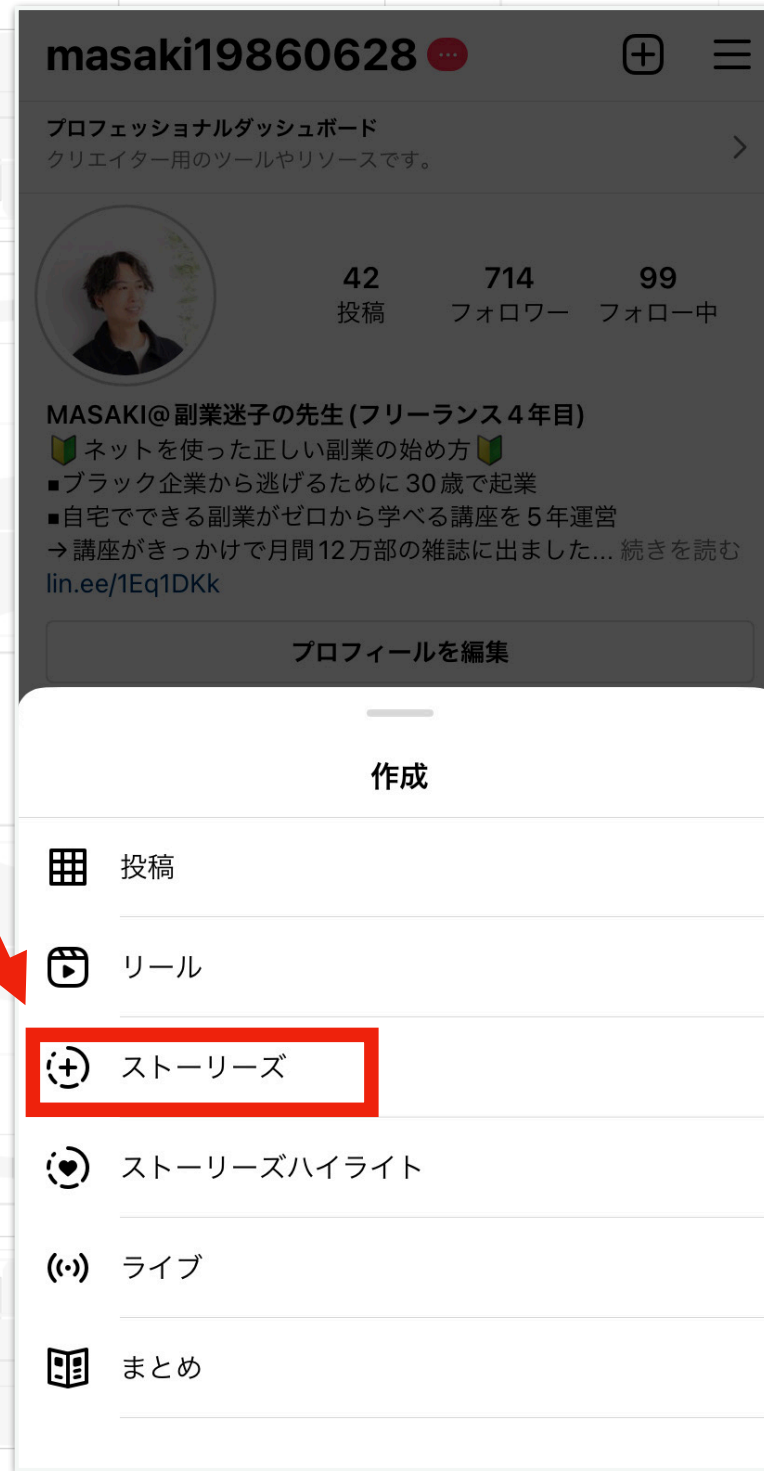 masaki19860628
プロフェッショナルダッシュボード
クリエイター用のツールやリソースです。
42 714 99
投稿 フォロワー フォロー中
MASAKI@副業迷子の先生(フリーランス４年目)
🔰ネットを使った正しい副業の始め方🔰
■ブラック企業から逃げるために30歳で起業
■自宅でできる副業がゼロから学べる講座を５年運営
→講座がきっかけで月間12万部の雑誌に出ました... 続きを読む
lin.ee/1Eq1DKk
プロフィールを編集
作成
投稿
リール
ストーリーズ
ストーリーズハイライト
ライブ
まとめ